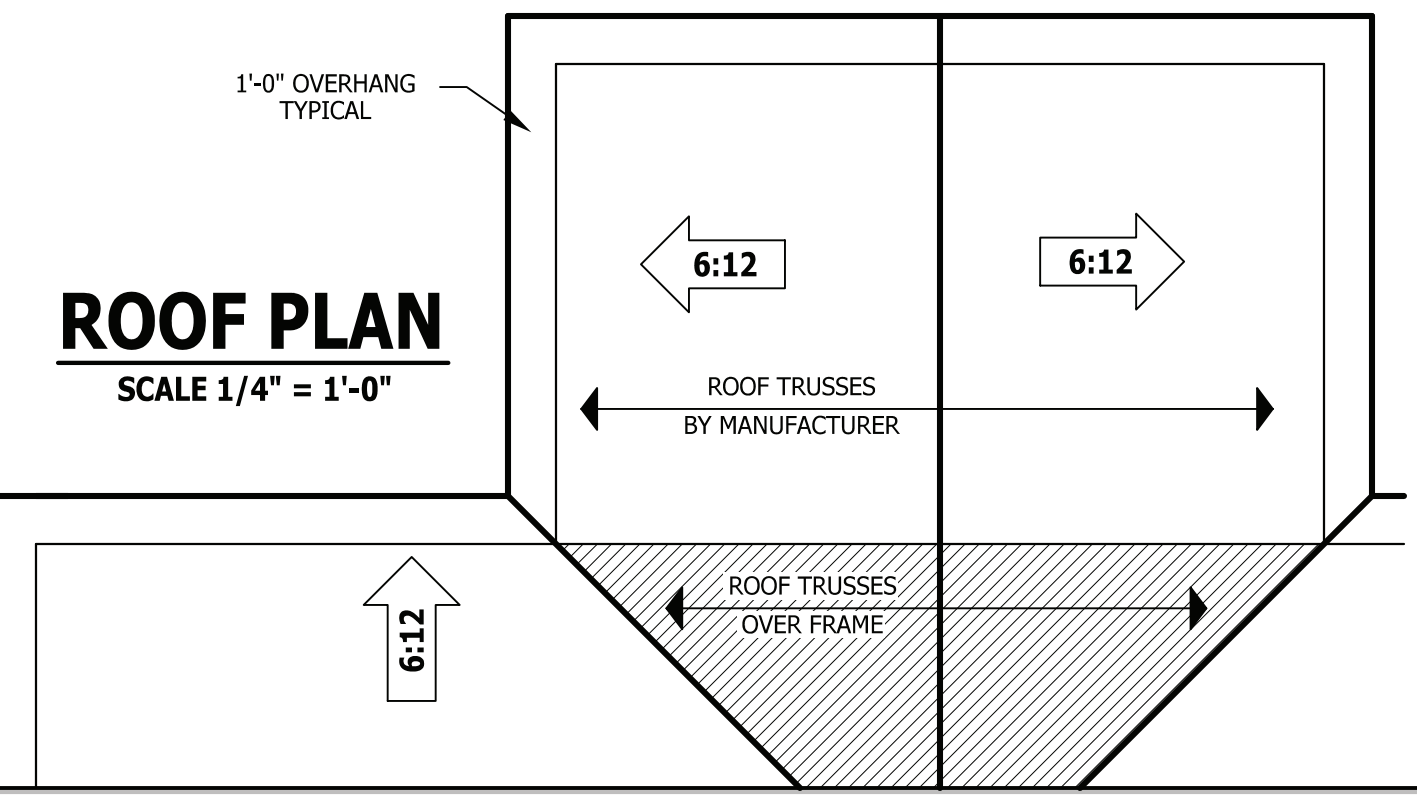 1'-0" OVERHANG
TYPICAL
6:12
6:12
ROOF PLAN
SCALE 1/4" = 1'-0"
ROOF TRUSSES
BY MANUFACTURER
ROOF TRUSSES
OVER FRAME
6:12